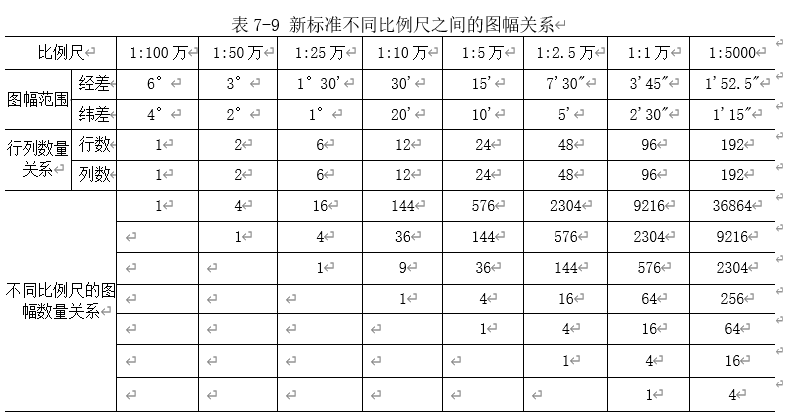 表 7-9 新标准不同比例尺之间的图幅关系
比例尺 1:100 万 1:50 万 1:25 万 1:10 万 1:5 万 1:2.5 万 1:1 万 1:5000
图幅范围 经差 6° 3° 1° 30' 30' 15' 7'30" 3'45" 1'52.5"
纬差 4° 2° 1° 20' 10' 5' 2'30" 1'15"
行列数量关系 行数 1 2 6 12 24 48 96 192
列数 1 2 6 12 24 48 96 192
不同比例尺的图幅数量关系 1 4 16 144 576 2304 9216 36864
1 4 36 144 576 2304 9216
1 9 36 144 576 2304
1 4 16 64 256
1 4 16 64
1 4 16
1 4